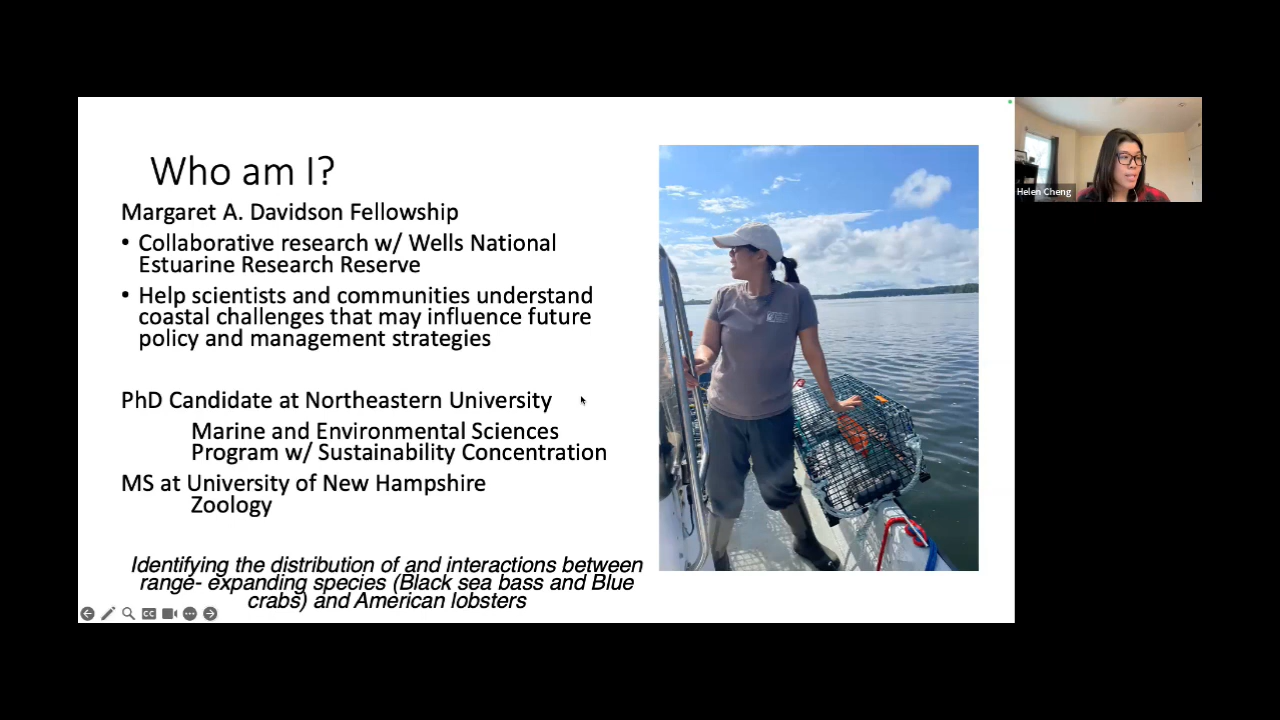 Who am I?
Margaret A. Davidson Fellowship
• Collaborative research w/ Wells National
Estuarine Research Reserve
• Help scientists and communities understand
coastal challenges that may influence future
policy and management strategies
PhD Candidate at Northeastern University
Marine and Environmental Sciences
Program w/ Sustainability Concentration
MS at University of New Hampshire
Zoology
Identifying the distribution of and interactions between
range- expanding species (Black sea bass and Blue
crabs) and American lobsters
CC
Helen Cheng